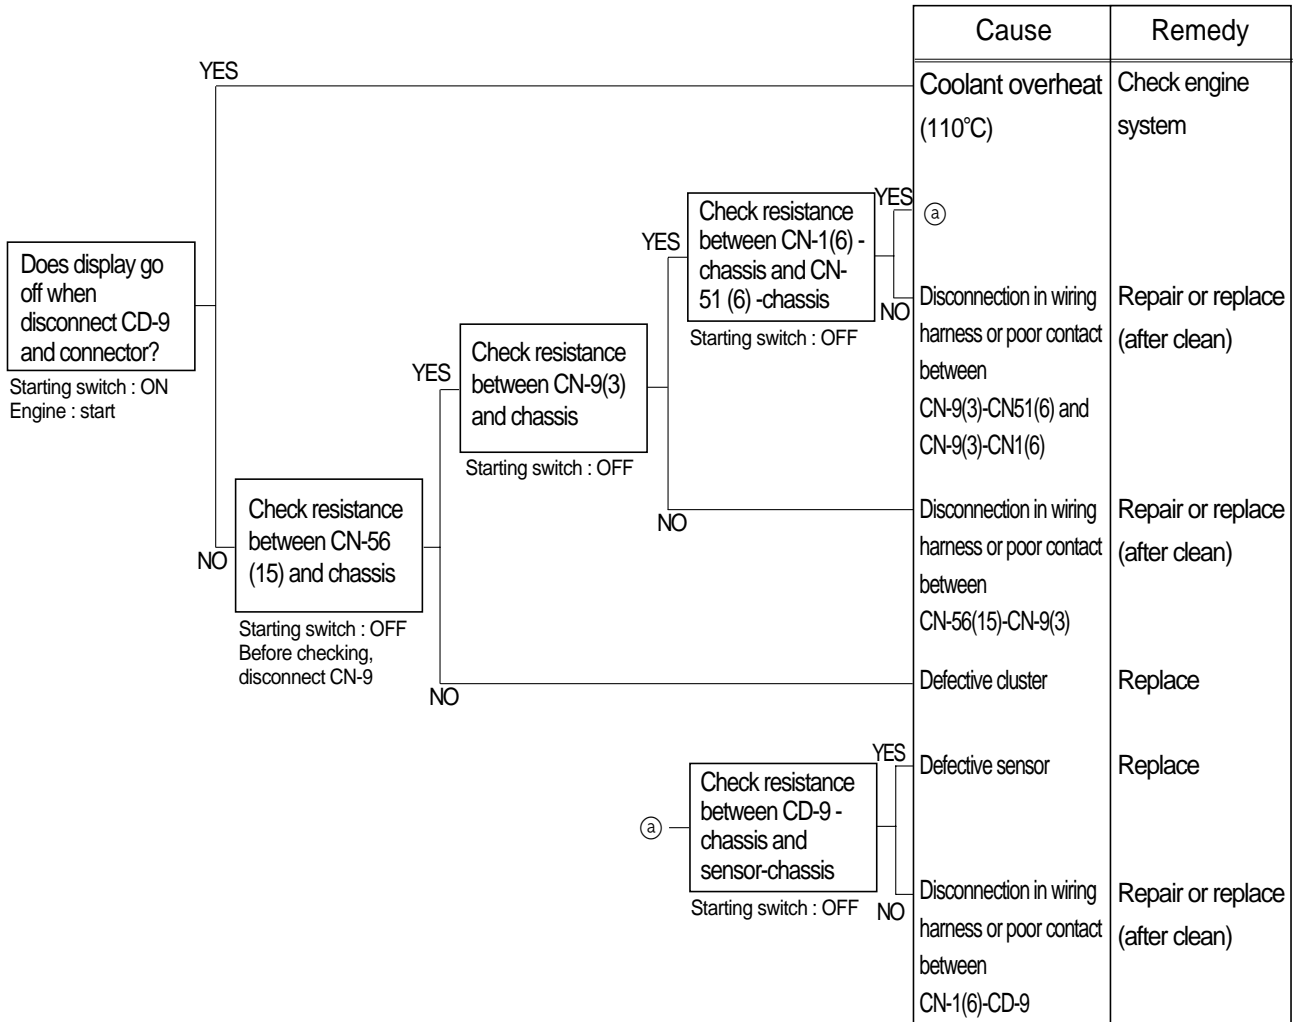 Cause
Remedy
YES
Coolant overheat
(110°C)
Check engine
system
Does display go
off when
disconnect CD-9
and connector?
Starting switch : ON
Engine : start
NO
Check resistance
between CN-56
(15) and chassis
Starting switch : OFF
Before checking,
disconnect CN-9
YES
Check resistance
between CN-9(3)
and chassis
Starting switch : OFF
YES
Check resistance
between CN-1(6) -
chassis and CN-
51 (6) -chassis
Starting switch : OFF
YES
a
NO
Disconnection in wiring
harness or poor contact
between
CN-9(3)-CN51(6) and
CN-9(3)-CN1(6)
Repair or replace
(after clean)
NO
Disconnection in wiring
harness or poor contact
between
CN-56(15)-CN-9(3)
Repair or replace
(after clean)
NO
Defective cluster
Replace
a
Check resistance
between CD-9 -
chassis and
sensor-chassis
Starting switch : OFF
YES
Defective sensor
Replace
NO
Disconnection in wiring
harness or poor contact
between
CN-1(6)-CD-9
Repair or replace
(after clean)